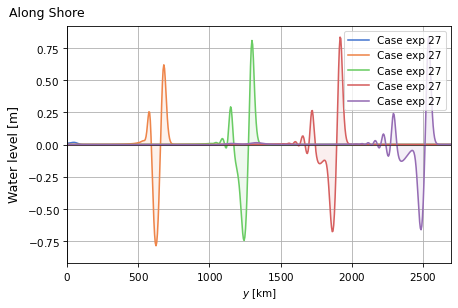 Along Shore
Water level [m]
0.75
0.50
0.25
0.00
−0.25
−0.50
−0.75
Case exp 27
Case exp 27
Case exp 27
Case exp 27
Case exp 27
0 500 1000 1500 2000 2500
y [km]